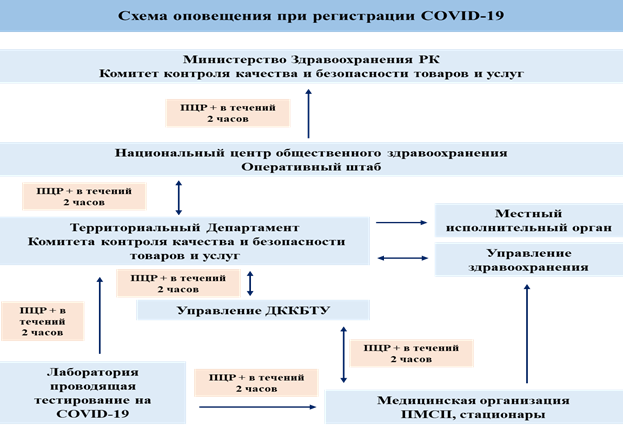 Схема оповещения при регистрации COVID-19
Министерство Здравоохранения РК
Комитет контроля качества и безопасности товаров и услуг
ПЦР + в течений
2 часов
Национальный центр общественного здравоохранения
Оперативный штаб
ПЦР + в течений
2 часов
Территориальный Департамент
Комитета контроля качества и безопасности
товаров и услуг
Местный
исполнительный орган
Управление
здравоохранения
ПЦР + в течений
2 часов
Управление ДККБТУ
ПЦР + в
течений
2 часов
ПЦР + в течений
2 часов
Лаборатория
проводящая
тестирование на
COVID-19
ПЦР + в течений
2 часов
Медицинская организация
ПМСП, стационары